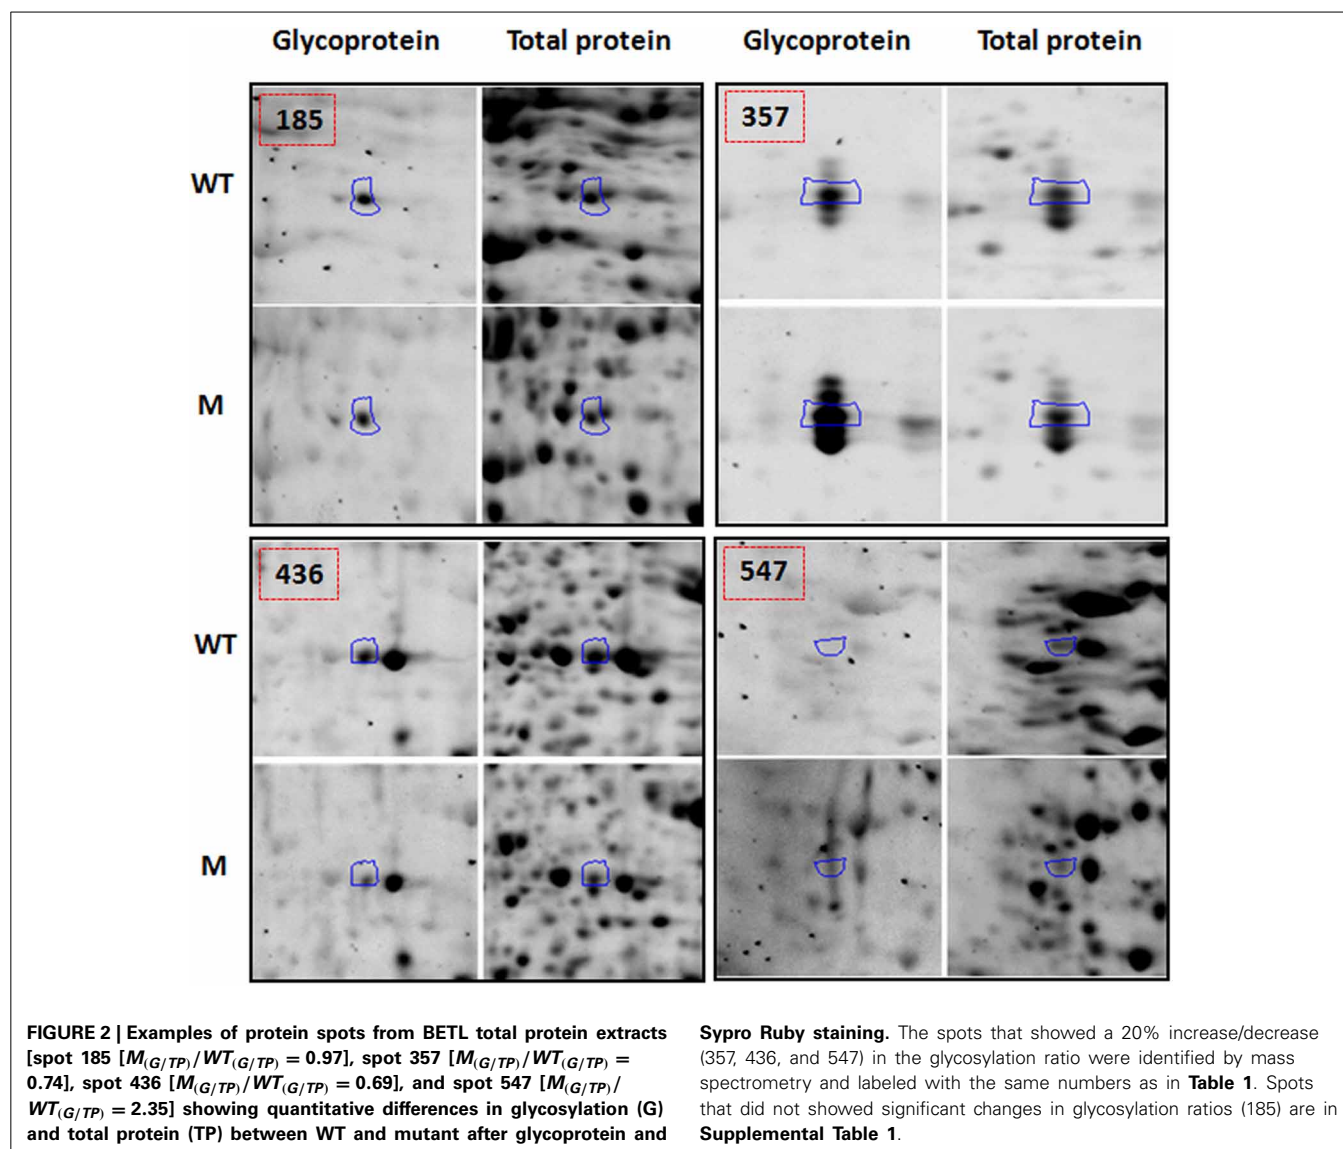 Glycoprotein Total protein Glycoprotein Total protein
185
357
WT
M
436
547
WT
M
FIGURE 2 | Examples of protein spots from BETL total protein extracts
[spot 185 [M(G/TP)/WT(G/TP) = 0.97], spot 357 [M(G/TP)/WT(G/TP) =
0.74], spot 436 [M(G/TP)/WT(G/TP) = 0.69], and spot 547 [M(G/TP)/
WT(G/TP) = 2.35] showing quantitative differences in glycosylation (G)
and total protein (TP) between WT and mutant after glycoprotein and
Sypro Ruby staining. The spots that showed a 20% increase/decrease
(357, 436, and 547) in the glycosylation ratio were identified by mass
spectrometry and labeled with the same numbers as in Table 1. Spots
that did not showed significant changes in glycosylation ratios (185) are in
Supplemental Table 1.